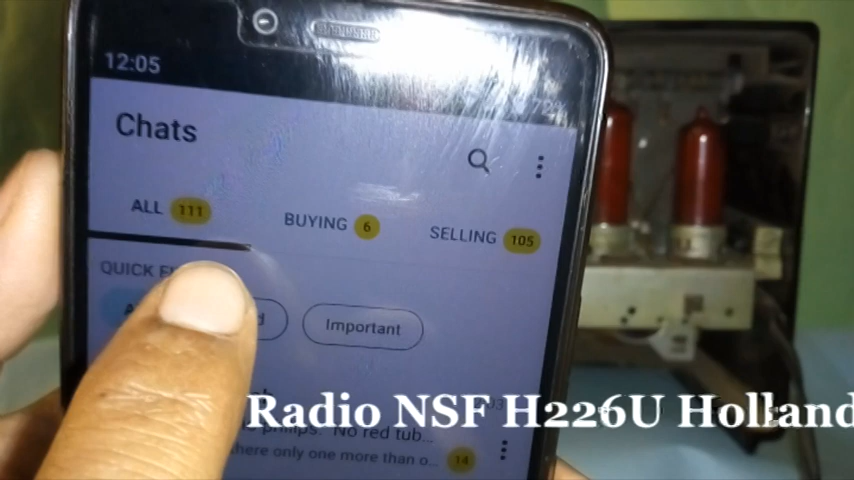 12:05
Chats
ALL 111
BUYING 6
SELLING 105
QUICK
Important
philips. No red tub...
here only one more than o... 14
Radio NSF H226U Holland